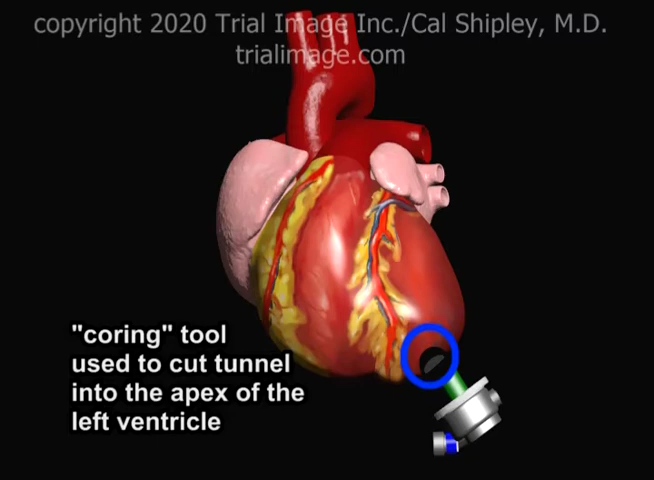 copyright 2020 Trial Image Inc./Cal Shipley, M.D.
trialimage.com
"coring" tool
used to cut tunnel
into the apex of the
left ventricle